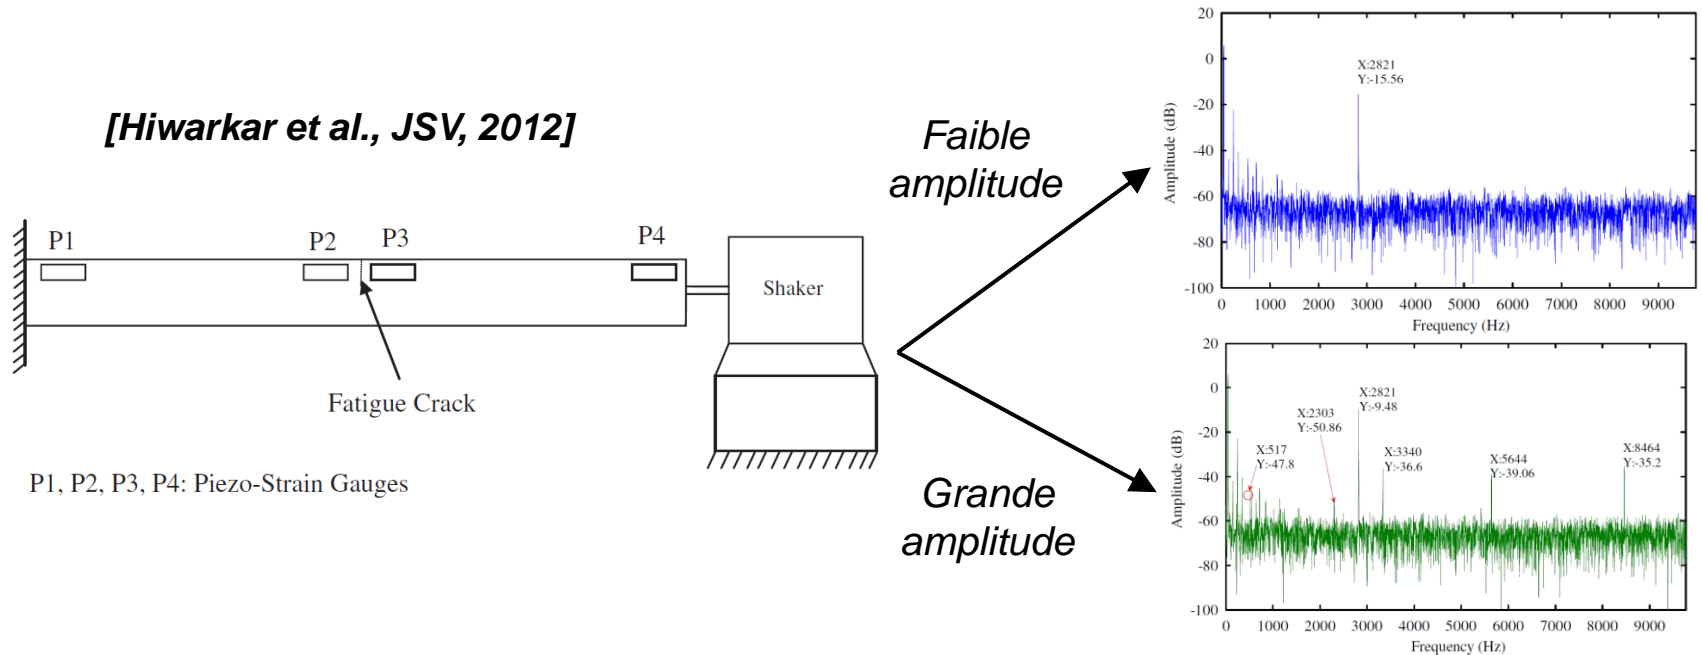 [Hiwarkar et al., JSV, 2012]
P1
P2
P3
P4
Shaker
Fatigue Crack
P1, P2, P3, P4: Piezo-Strain Gauges
Faible
amplitude
Grande
amplitude
20
0
-20
-40
-60
-80
-100
Amplitude (dB)
X:2821
Y:-15.56
0 1000 2000 3000 4000 5000 6000 7000 8000 9000
Frequency (Hz)
20
0
-20
-40
-60
-80
-100
Amplitude (dB)
X:517
Y:-47.8
X:2303
Y:-50.86
X:2821
Y:-9.48
X:3340
Y:-36.6
X:5644
Y:-39.06
X:8464
Y:-35.2
0 1000 2000 3000 4000 5000 6000 7000 8000 9000
Frequency (Hz)